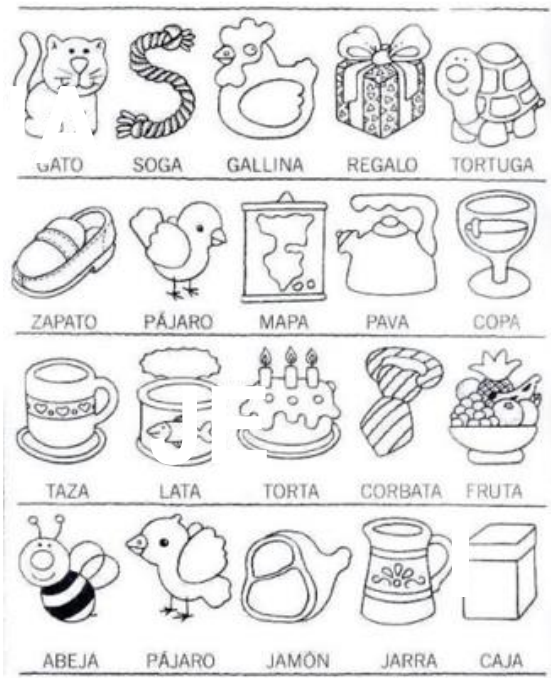 GATO SOGA GALLINA REGALO TORTUGA
ZAPATO PÁJARO MAPA PAVA COPA
TAZA LATA TORTA CORBATA FRUTA
ABEJA PÁJARO JAMÓN JARRA CAJA